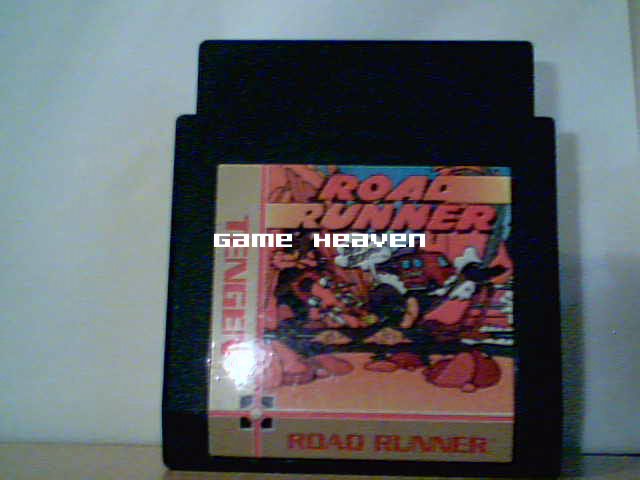 ROAD
RUNNER
Game Heaven
TENGEN
ROAD RUNNER